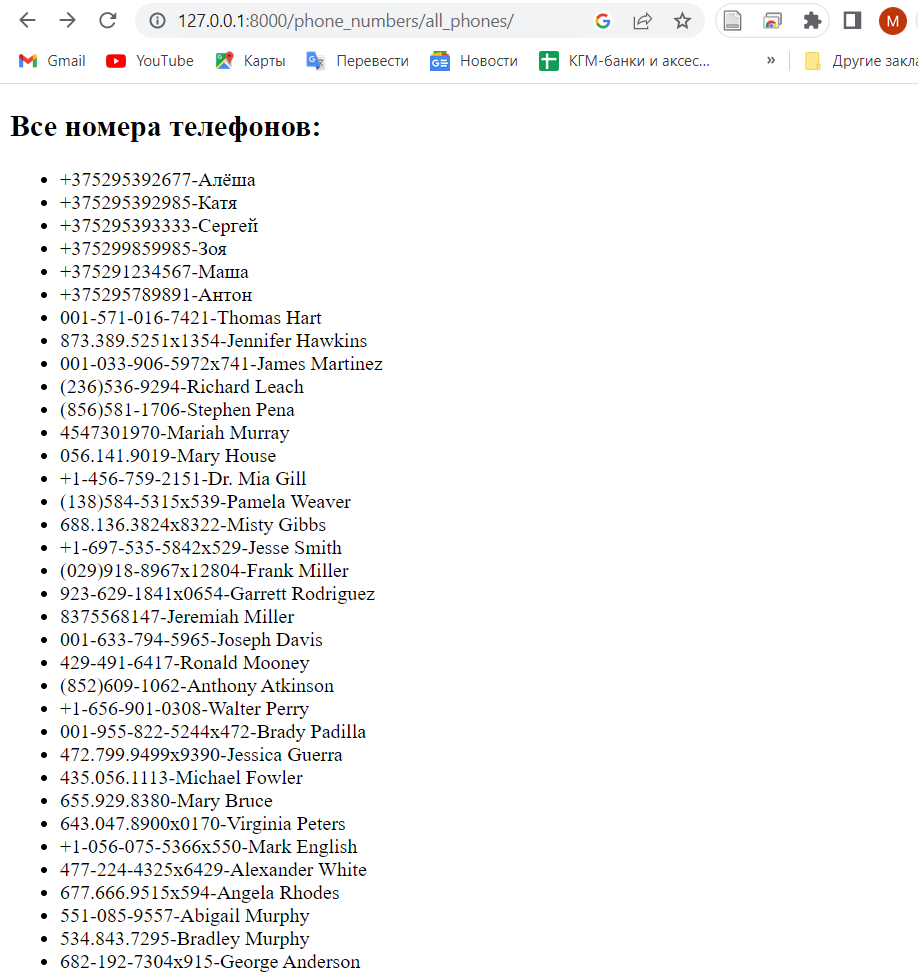 127.0.0.1:8000/phone_numbers/all_phones/
M
Gmail YouTube Карты Перевести Новости КГМ-банки и аксес... » Другие закла
Все номера телефонов:
+375295392677-Алёша
+375295392985-Катя
+375295393333-Сергей
+375299859985-Зоя
+375291234567-Маша
+375295789891-Антон
001-571-016-7421-Thomas Hart
873.389.5251x1354-Jennifer Hawkins
001-033-906-5972x741-James Martinez
(236)536-9294-Richard Leach
(856)581-1706-Stephen Pena
4547301970-Mariah Murray
056.141.9019-Mary House
+1-456-759-2151-Dr. Mia Gill
(138)584-5315x539-Pamela Weaver
688.136.3824x8322-Misty Gibbs
+1-697-535-5842x529-Jesse Smith
(029)918-8967x12804-Frank Miller
923-629-1841x0654-Garrett Rodriguez
8375568147-Jeremiah Miller
001-633-794-5965-Joseph Davis
429-491-6417-Ronald Mooney
(852)609-1062-Anthony Atkinson
+1-656-901-0308-Walter Perry
001-955-822-5244x472-Brady Padilla
472.799.9499x9390-Jessica Guerra
435.056.1113-Michael Fowler
655.929.8380-Mary Bruce
643.047.8900x0170-Virginia Peters
+1-056-075-5366x550-Mark English
477-224-4325x6429-Alexander White
677.666.9515x594-Angela Rhodes
551-085-9557-Abigail Murphy
534.843.7295-Bradley Murphy
682-192-7304x915-George Anderson